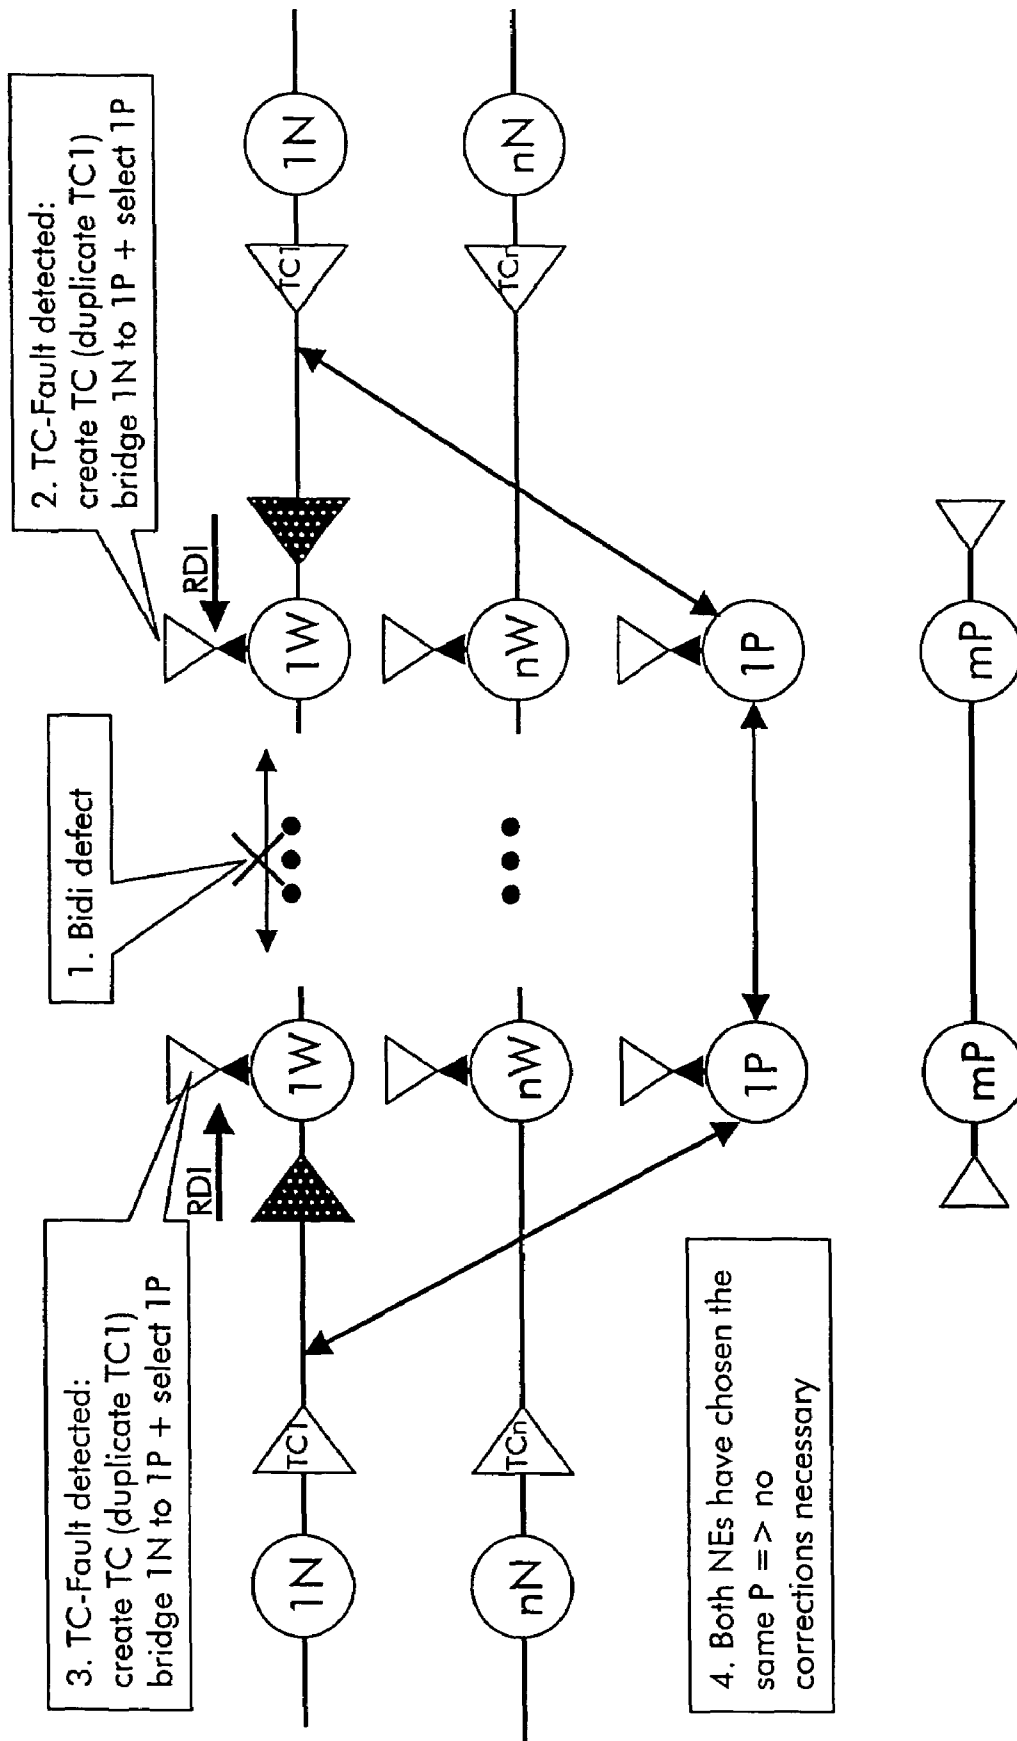 3. TC-Fault detected:
create TC (duplicate TC1)
bridge 1N to 1P + select 1P
1. Bidi defect
2. TC-Fault detected:
create TC (duplicate TC1)
bridge 1N to 1P + select 1P
RDI
RDI
1N
TC1
1W
1W
TC1
1N
nN
TCn
nW
nW
TCn
nN
1P
1P
4. Both NEs have chosen the
same P => no
corrections necessary
mP
mP